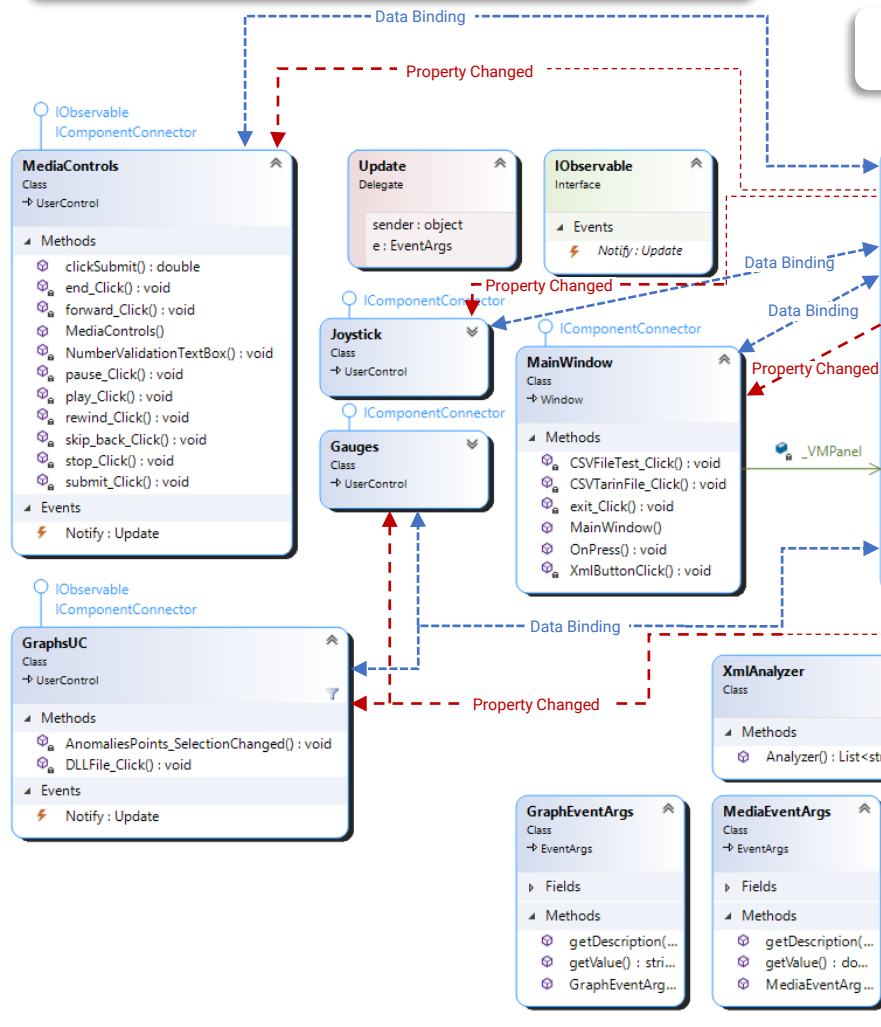 Data Binding
Property Changed
IObservable
IComponentConnector
MediaControls
Class
UserControl
Methods
clickSubmit() : double
end_Click() : void
forward_Click() : void
MediaControls()
NumberValidationTextBox() : void
pause_Click() : void
play_Click() : void
rewind_Click() : void
skip_back_Click() : void
stop_Click() : void
submit_Click() : void
Events
Notify : Update
Update
Delegate
sender : object
e : EventArgs
IObservable
Interface
Events
Notify : Update
Data Binding
Property Changed
IComponentConnector
Joystick
Class
UserControl
Data Binding
IComponentConnector
MainWindow
Class
Window
Methods
CSVFileTest_Click() : void
CSVTarinFile_Click() : void
exit_Click() : void
MainWindow()
OnPress() : void
XmlButtonClick() : void
Property Changed
_VMPanel
IComponentConnector
Gauges
Class
UserControl
IObservable
IComponentConnector
GraphsUC
Class
UserControl
Methods
AnomaliesPoints_SelectionChanged() : void
DLLFile_Click() : void
Events
Notify : Update
Data Binding
Property Changed
XmlAnalyzer
Class
Methods
Analyzer() : List<str
GraphEventArgs
Class
EventArgs
Fields
Methods
getDescription(...
getValue() : stri...
GraphEventArg...
MediaEventArgs
Class
EventArgs
Fields
Methods
getDescription(...
getValue() : do...
MediaEventArg...